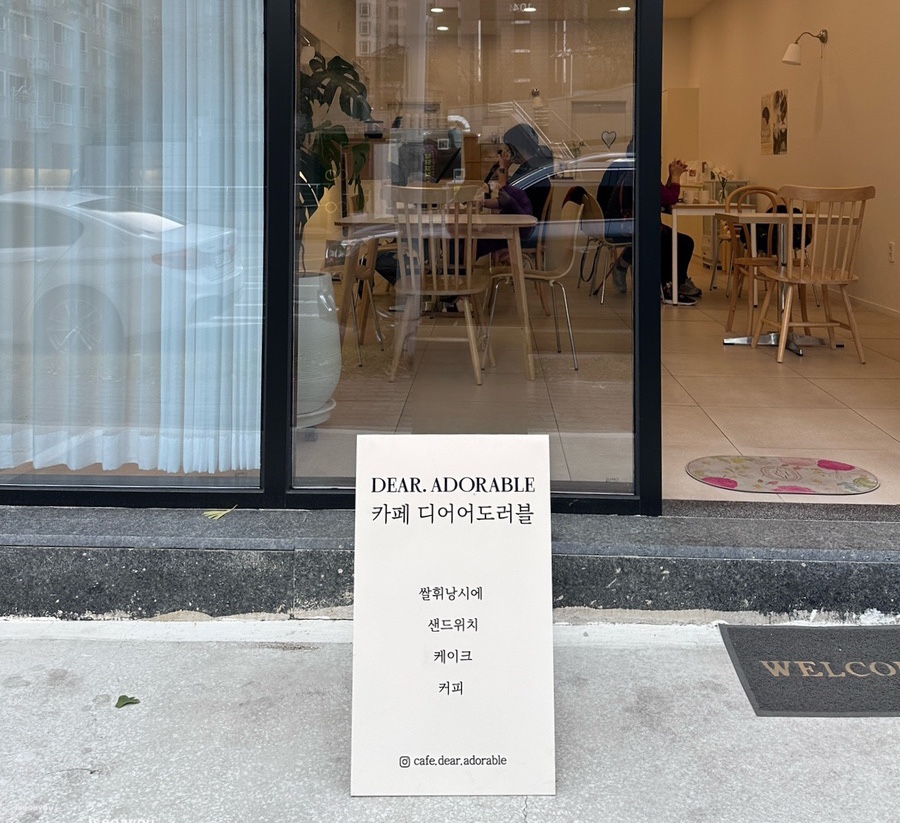 DEAR. ADORABLE
카페 디어어도러블
쌀휘낭시에
샌드위치
케이크
커피
cafe.dear.adorable